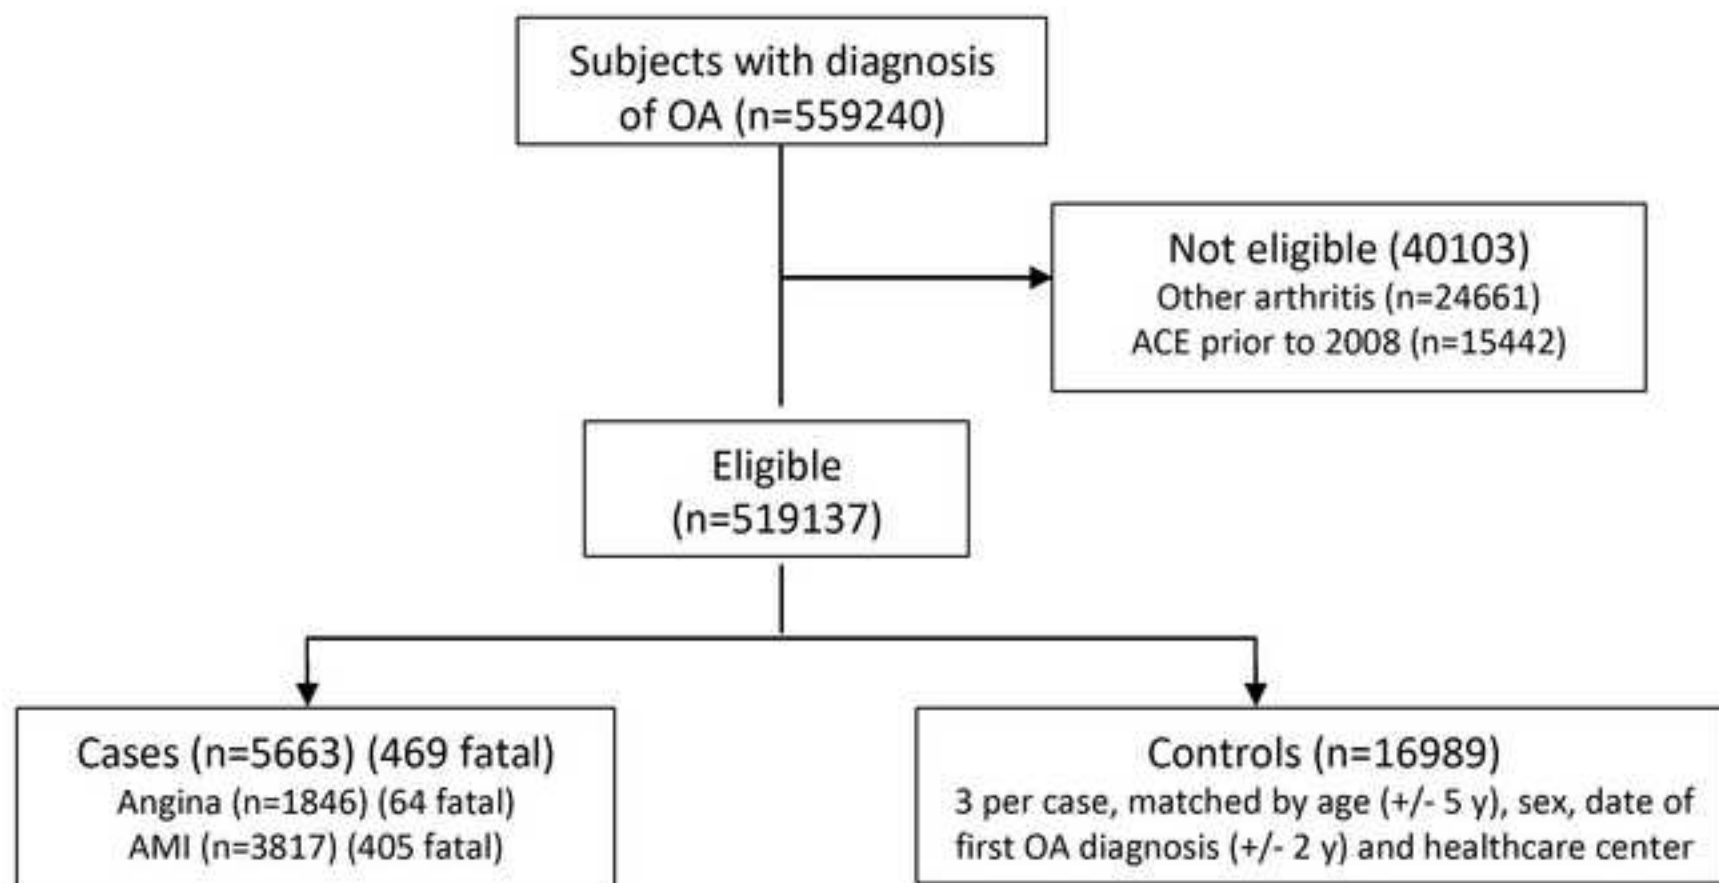 Subjects with diagnosis
of OA (n=559240)
Not eligible (40103)
Other arthritis (n=24661)
ACE prior to 2008 (n=15442)
Eligible
(n=519137)
Cases (n=5663) (469 fatal)
Angina (n=1846) (64 fatal)
AMI (n=3817) (405 fatal)
Controls (n=16989)
3 per case, matched by age (+/- 5 y), sex, date of
first OA diagnosis (+/- 2 y) and healthcare center